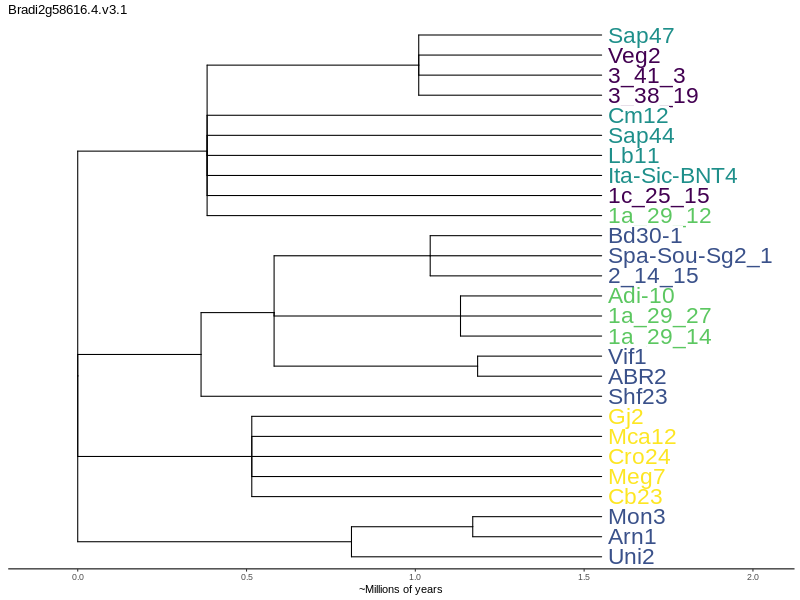 Bradi2g58616.4.v3.1
Sap47
Veg2
3_41_3
3_38_19
Cm12
Sap44
Lb11
Ita-Sic-BNT4
1c_25_15
1a_29_12
Bd30-1
Spa-Sou-Sg2_1
2_14_15
Adi-10
1a_29_27
1a_29_14
Vif1
ABR2
Shf23
Gj2
Mca12
Cro24
Meg7
Cb23
Mon3
Arn1
Uni2
0.0 0.5 1.0 1.5 2.0
~Millions of years